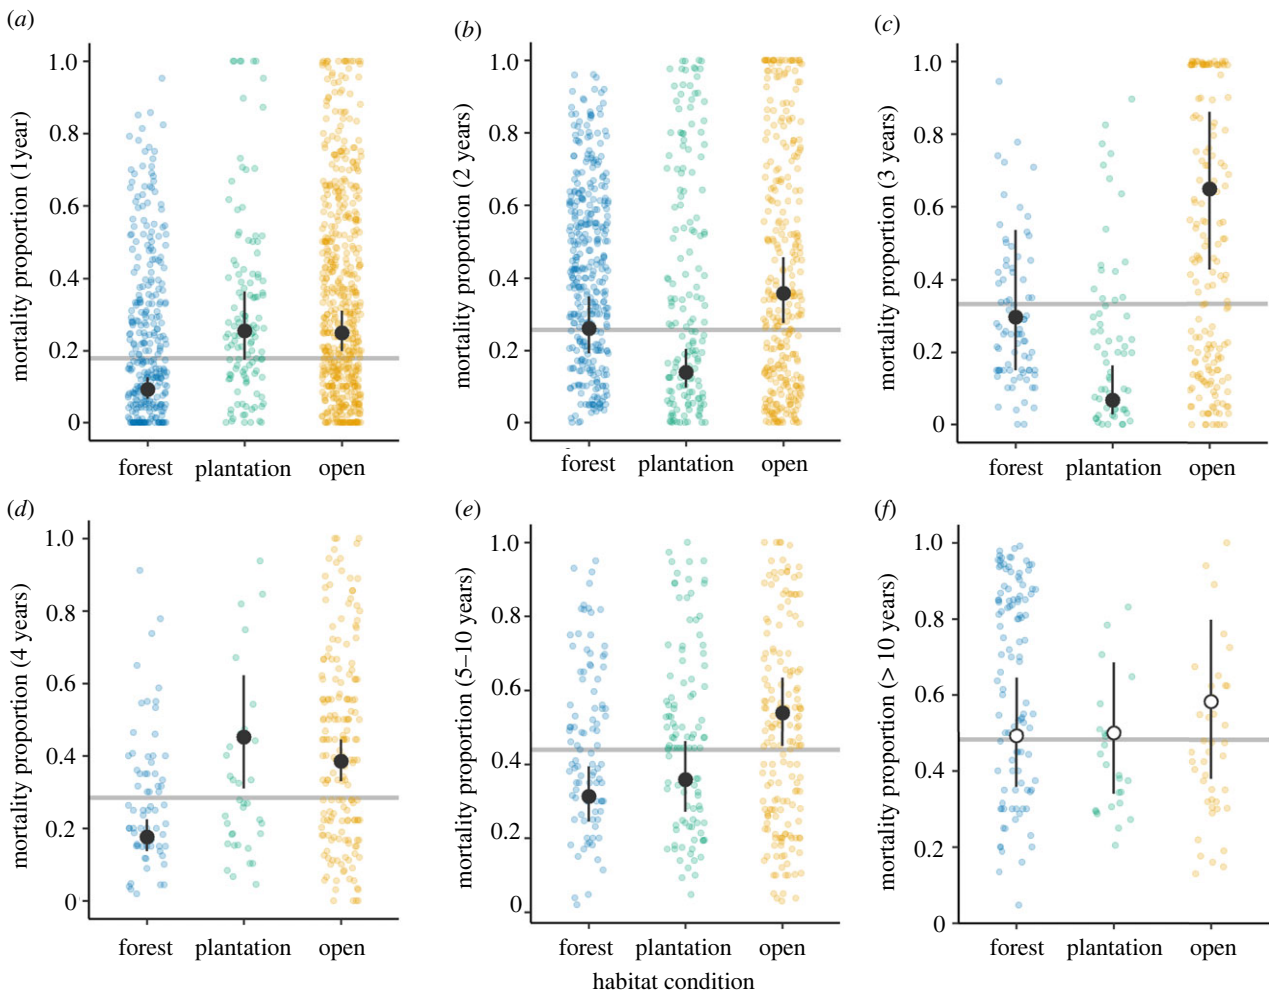 (a)
mortality proportion (1year)
1.0
0.8
0.6
0.4
0.2
0
forest plantation open
(b)
mortality proportion (2 years)
1.0
0.8
0.6
0.4
0.2
0
forest plantation open
(c)
mortality proportion (3 years)
1.0
0.8
0.6
0.4
0.2
0
forest plantation open
(d)
mortality proportion (4 years)
1.0
0.8
0.6
0.4
0.2
0
forest plantation open
(e)
mortality proportion (5–10 years)
1.0
0.8
0.6
0.4
0.2
0
forest plantation open
(f)
mortality proportion (> 10 years)
1.0
0.8
0.6
0.4
0.2
0
forest plantation open
habitat condition